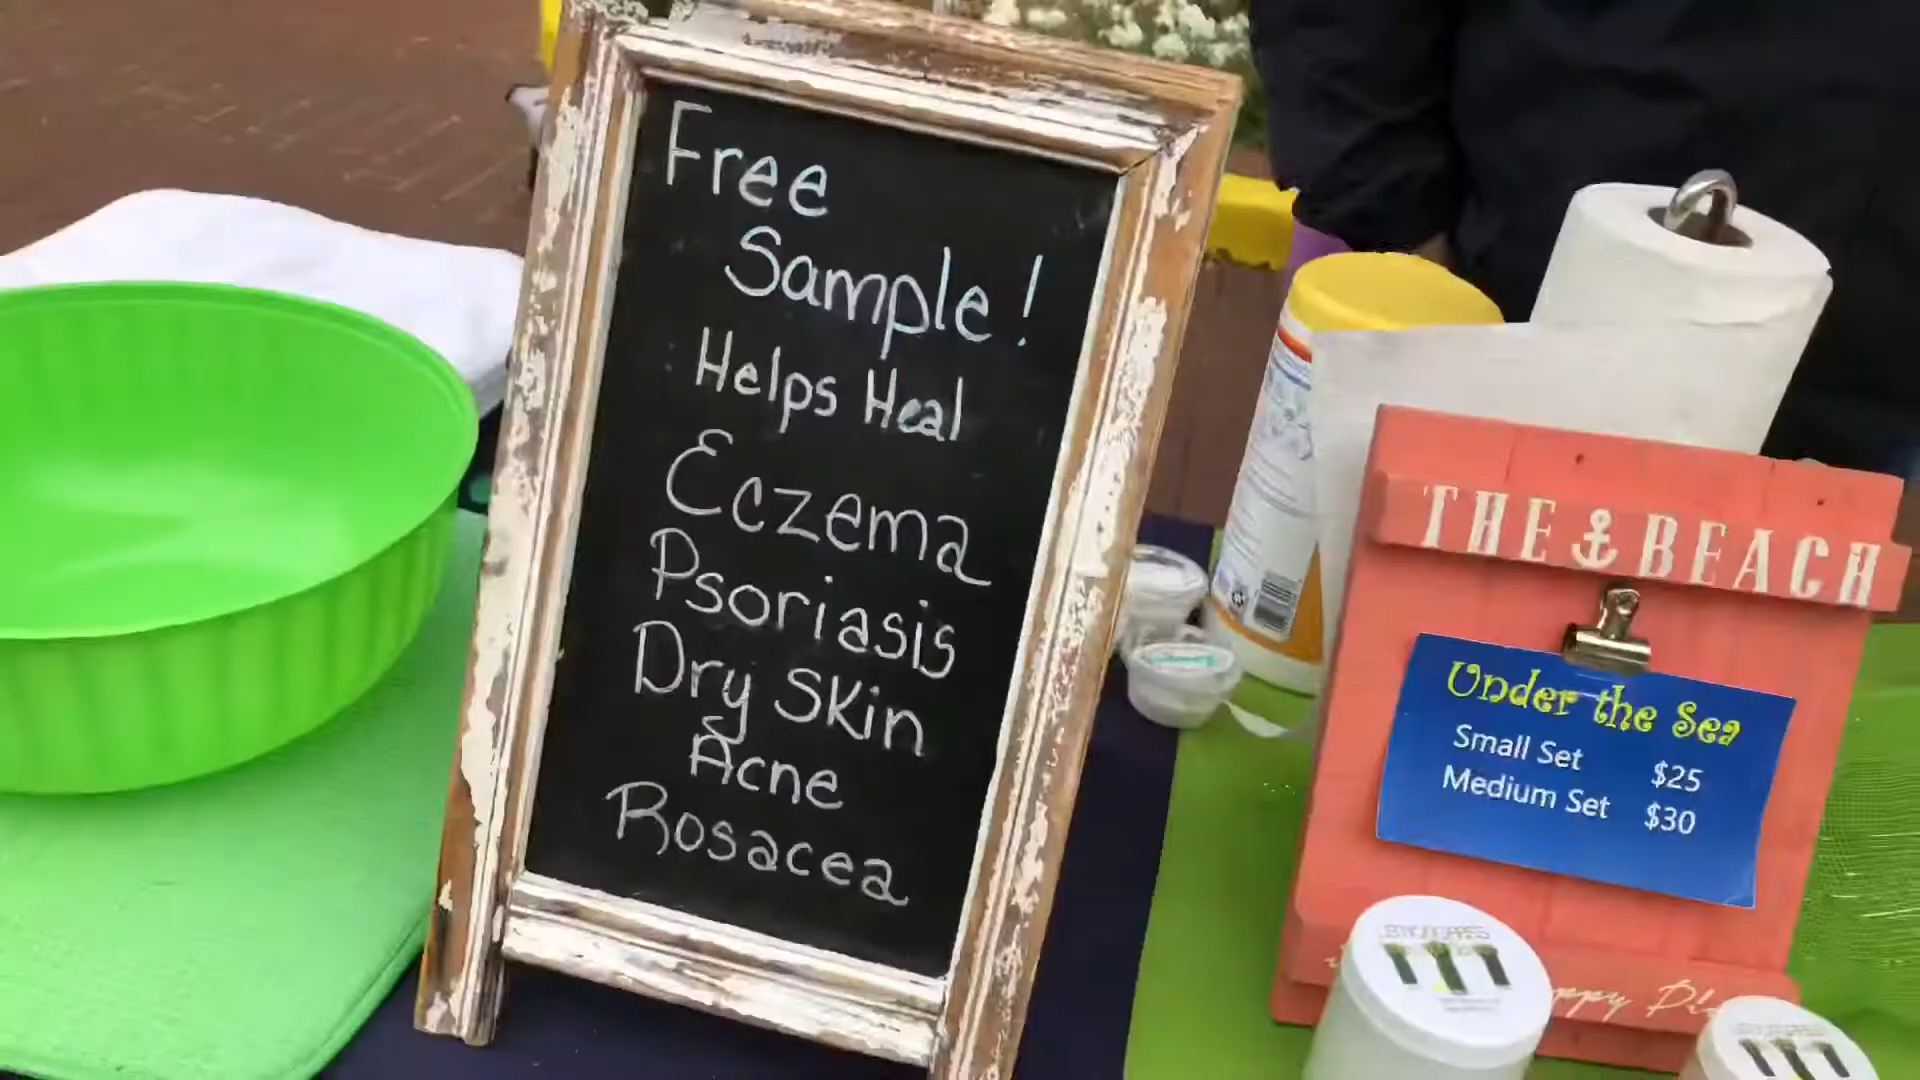 Free
Sample!
Helps Heal
Eczema
Psoriasis
Dry Skin
&
Acne
Rosacea
THE BEACH
Under the Sea
Small Set $25
Medium Set $30